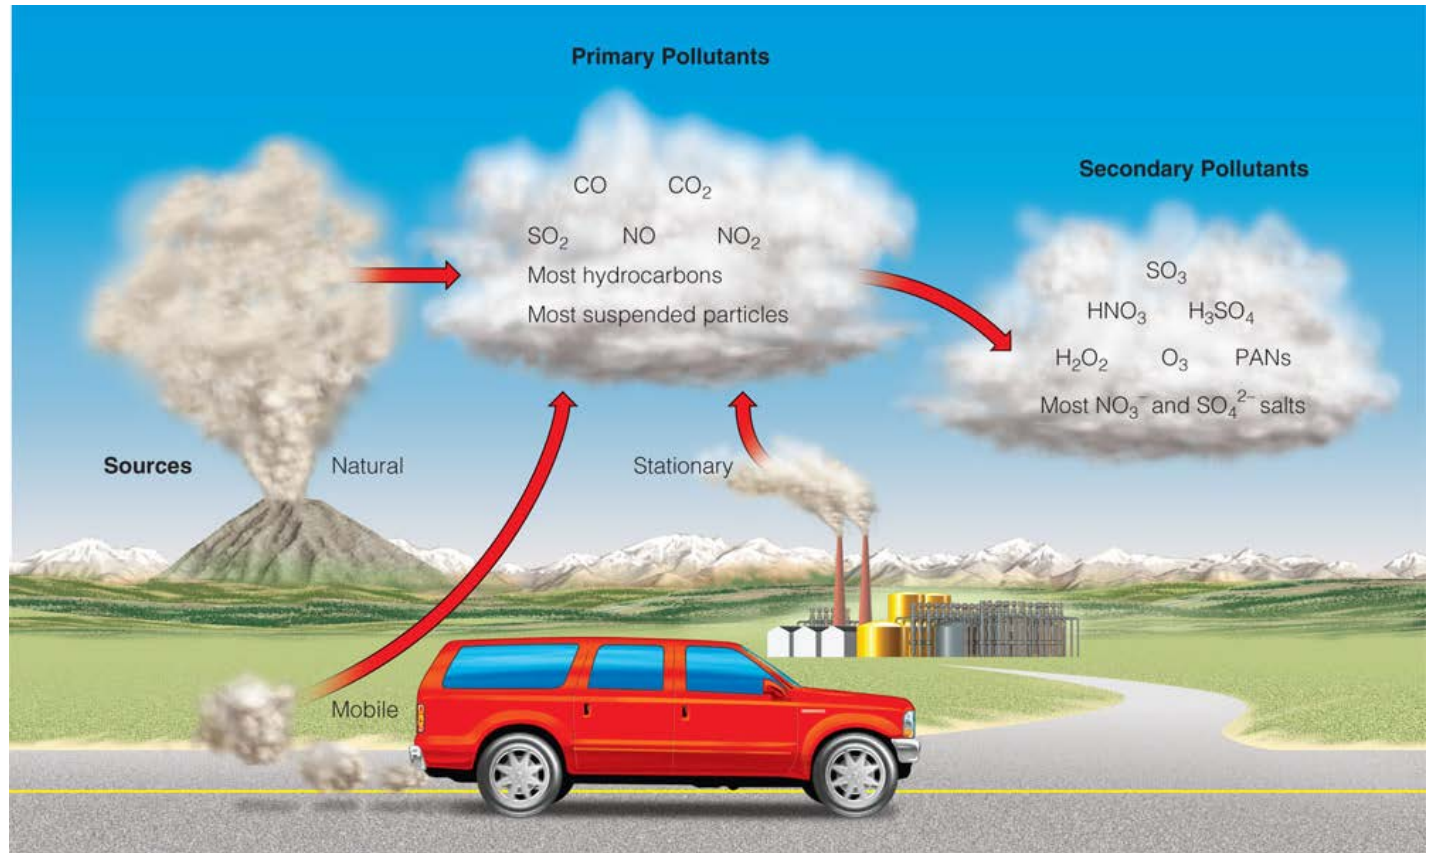 Primary Pollutants
CO CO₂
SO₂ NO NO₂
Most hydrocarbons
Most suspended particles
Secondary Pollutants
SO₃
HNO₃ H₃SO₄
H₂O₂ O₃ PANs
Most NO₃⁻ and SO₄²⁻ salts
Sources
Natural
Stationary
Mobile